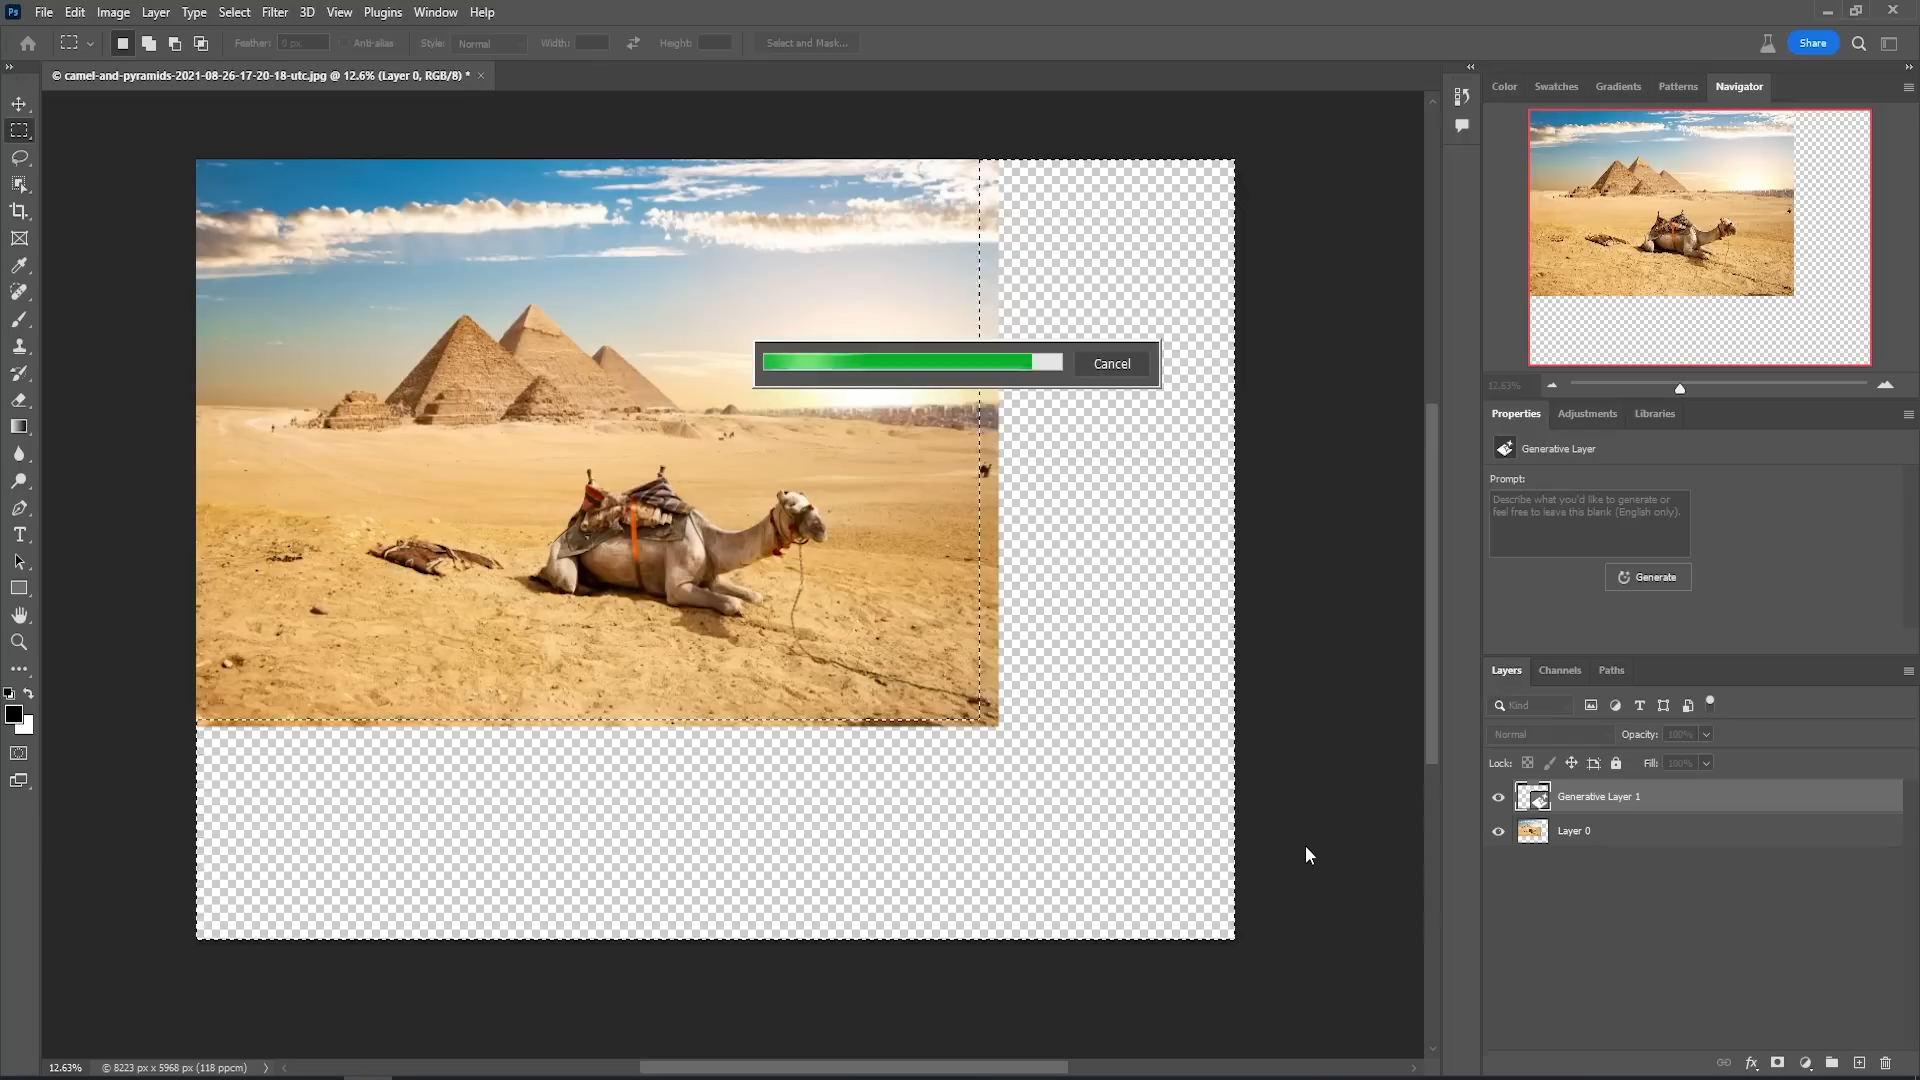 Ps File Edit Image Layer Type Select Filter 3D View Plugins Window Help
Feather: 0 px Anti-alias Style: Normal Width: Height: Select and Mask... Share
© camel-and-pyramids-2021-08-26-17-20-18-utc.jpg @ 12.6% (Layer 0, RGB/8) * ×
Color Swatches Gradients Patterns Navigator
Cancel
12.63%
Properties Adjustments Libraries
Generative Layer
Prompt:
Describe what you'd like to generate or
feel free to leave this blank (English only).
Generate
Layers Channels Paths
Kind
Normal Opacity: 100%
Lock: Fill: 100%
Generative Layer 1
Layer 0
12.63% © 8223 px x 5968 px (118 ppcm)